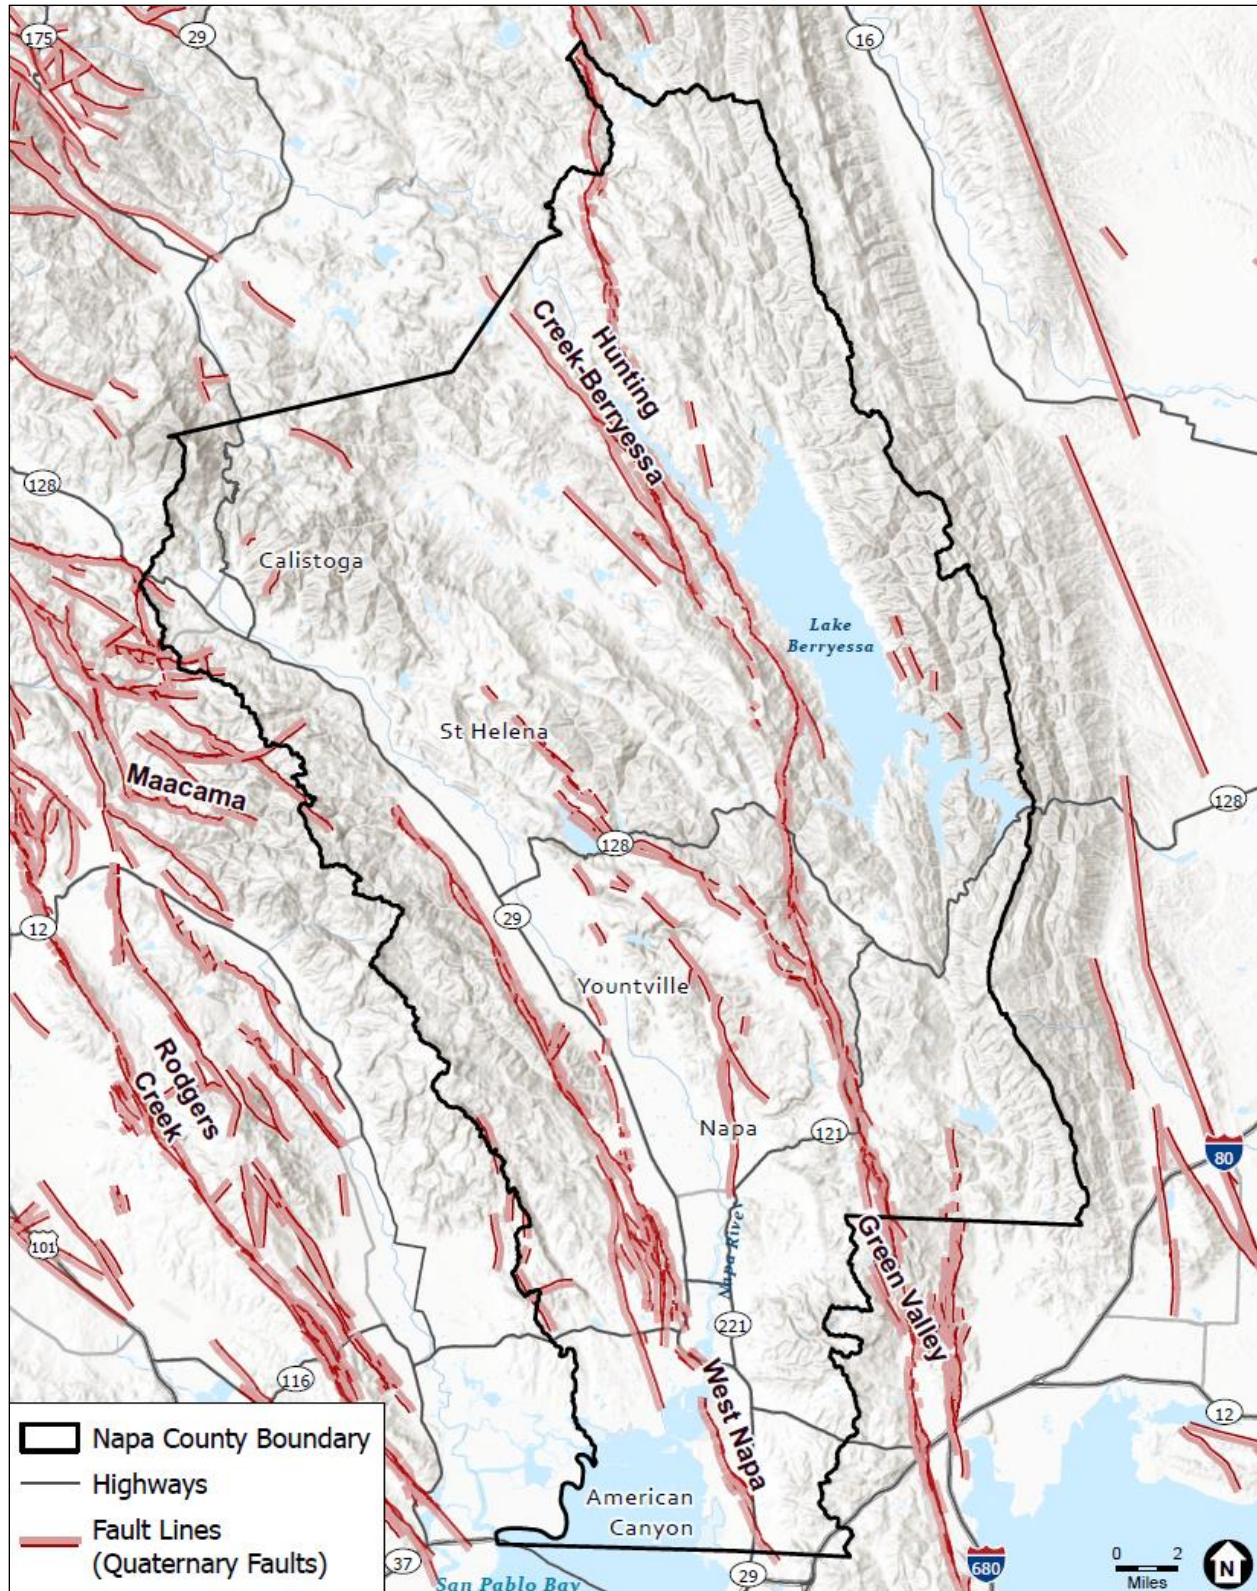 175
29
16
Hunting
Creek-Berryessa
128
Calistoga
Lake
Berryessa
St Helena
Maacama
128
128
29
12
Yountville
Rodgers
Creek
Napa
121
80
101
Napa River
Green Valley
221
116
West Napa
12
American
Canyon
37
San Pablo Bay
29
680
Napa County Boundary
Highways
Fault Lines
(Quaternary Faults)
0 2
Miles
N